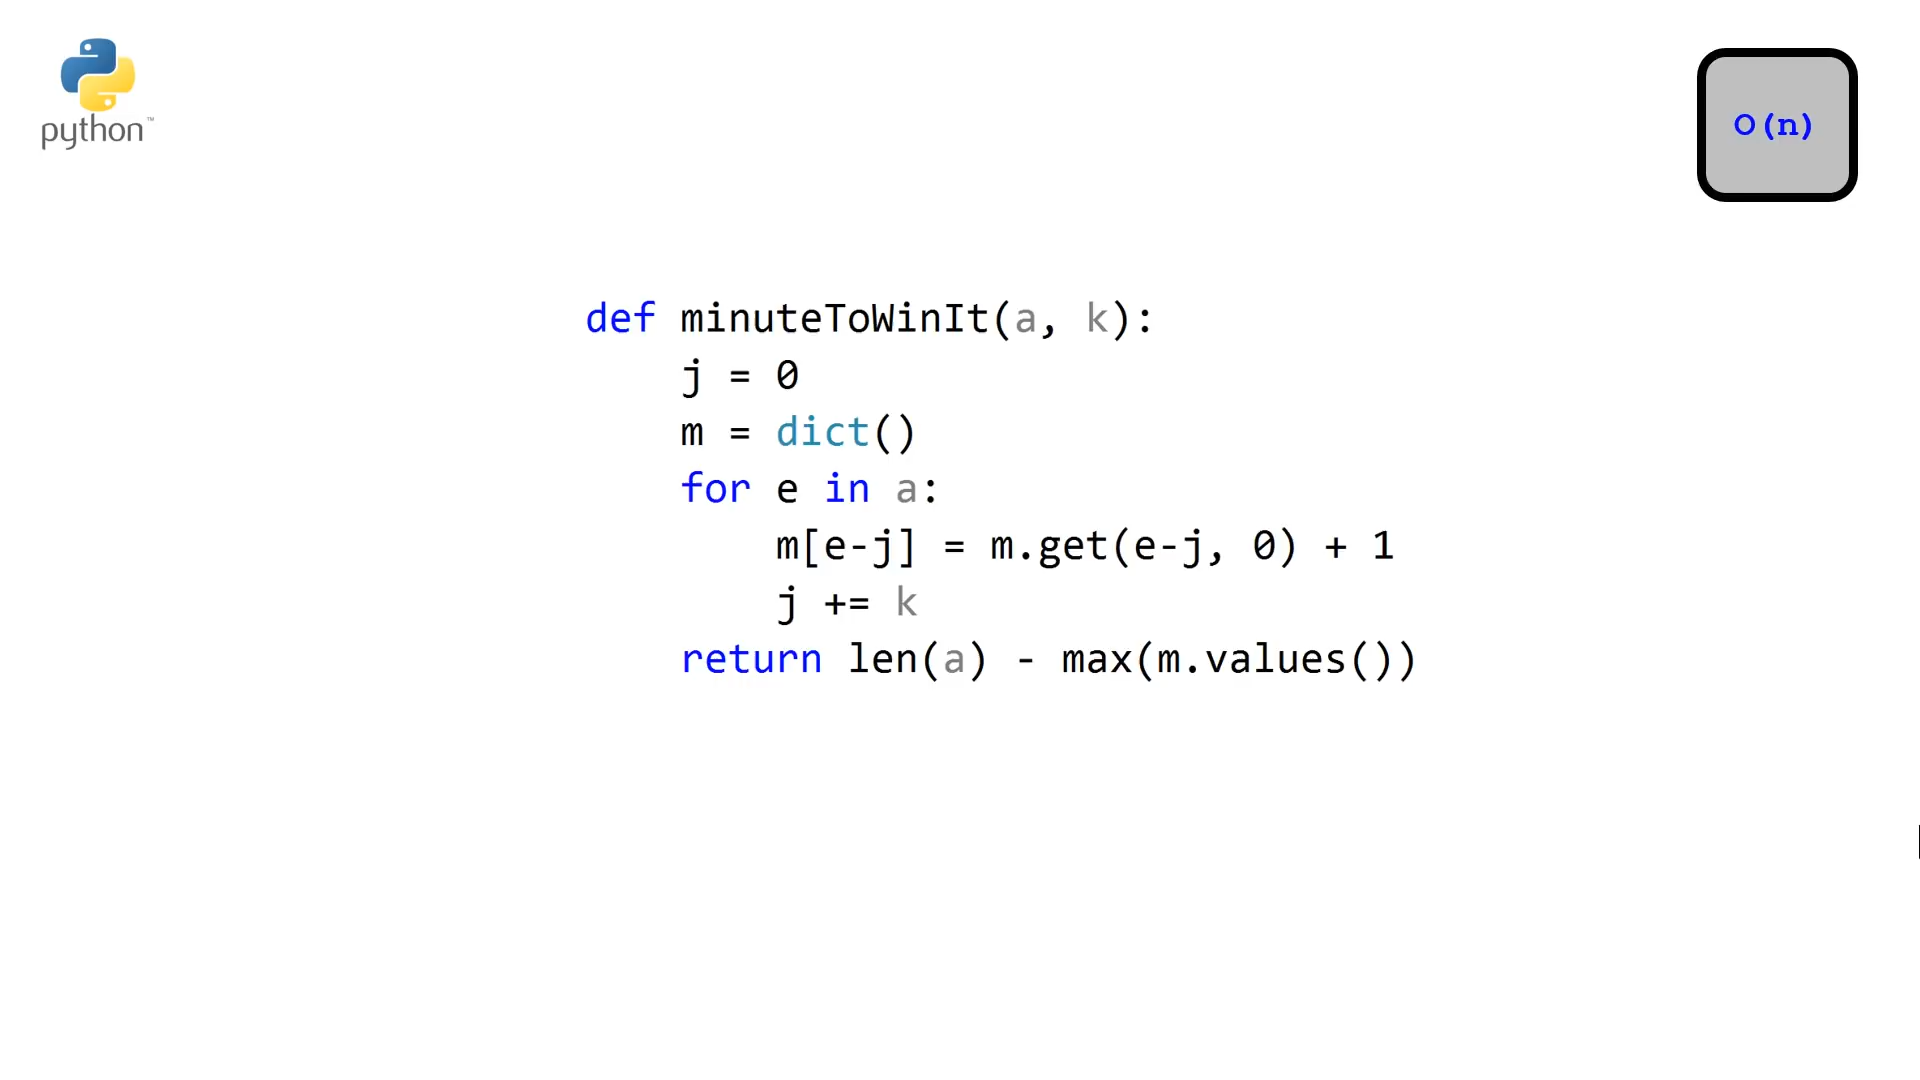 python™
O(n)
def minuteToWinIt(a, k):
    j = 0
    m = dict()
    for e in a:
        m[e-j] = m.get(e-j, 0) + 1
        j += k
    return len(a) - max(m.values())